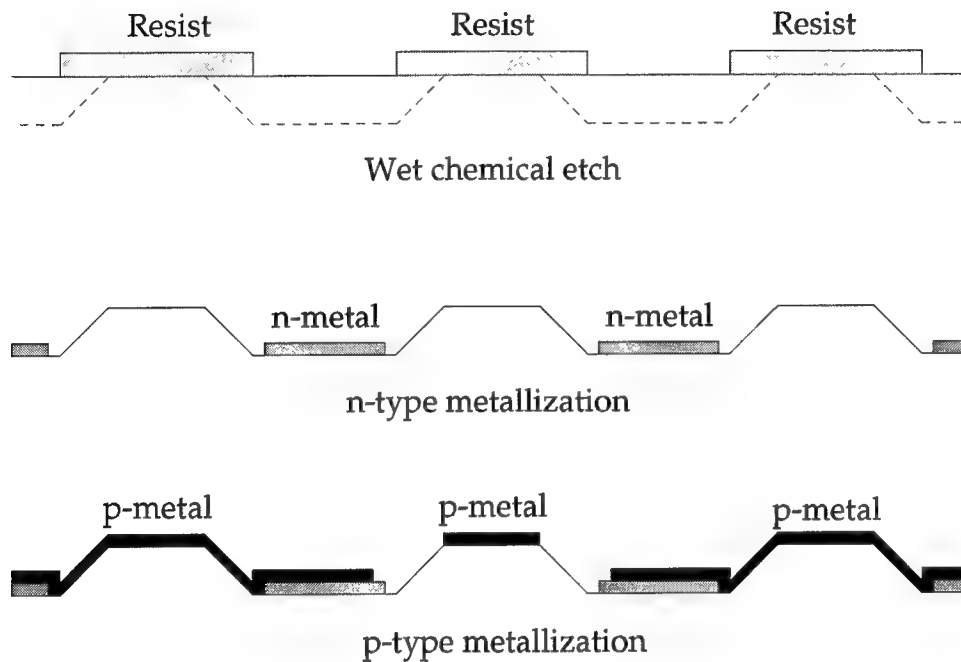 Resist Resist Resist
Wet chemical etch
n-metal n-metal
n-type metallization
p-metal p-metal p-metal
p-type metallization